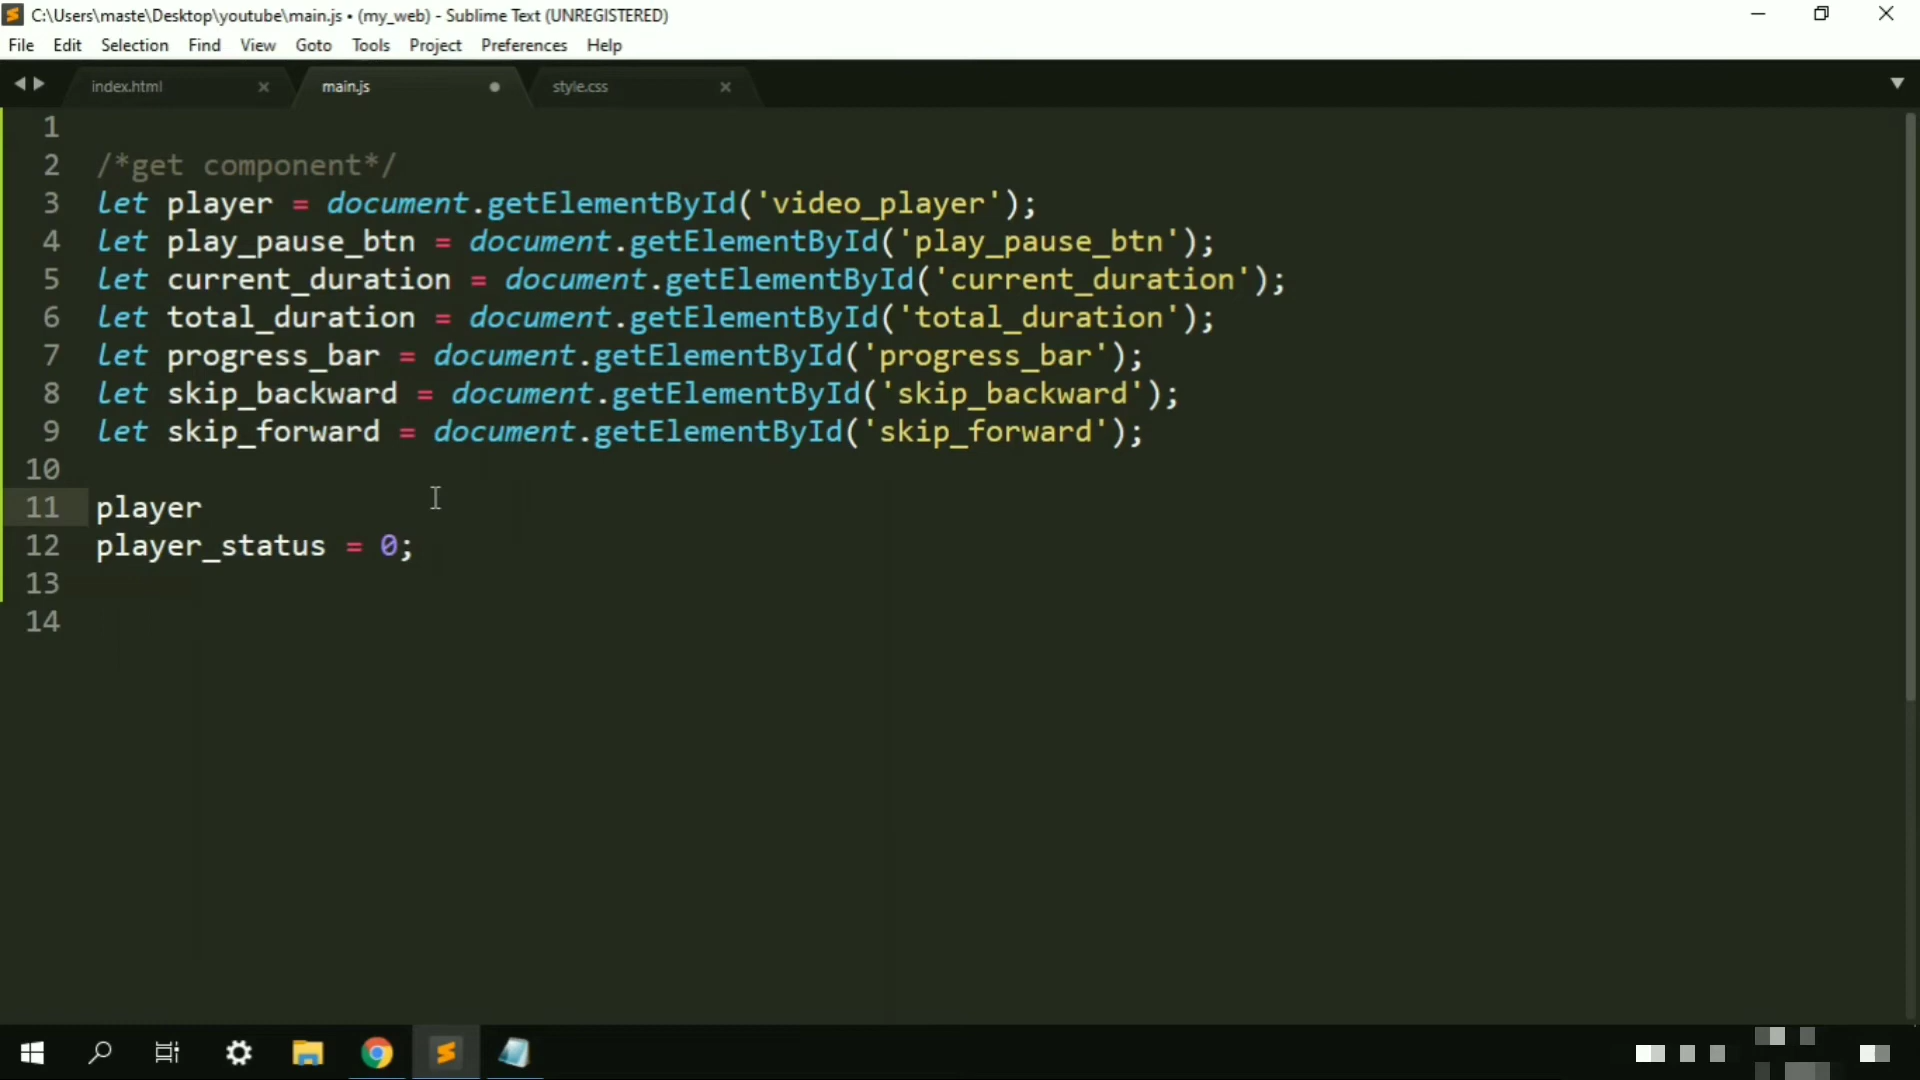 C:\Users\maste\Desktop\youtube\main.js • (my_web) - Sublime Text (UNREGISTERED)
File Edit Selection Find View Goto Tools Project Preferences Help
index.html main.js style.css
1
2 /*get component*/
3 let player = document.getElementById('video_player');
4 let play_pause_btn = document.getElementById('play_pause_btn');
5 let current_duration = document.getElementById('current_duration');
6 let total_duration = document.getElementById('total_duration');
7 let progress_bar = document.getElementById('progress_bar');
8 let skip_backward = document.getElementById('skip_backward');
9 let skip_forward = document.getElementById('skip_forward');
10
11 player
12 player_status = 0;
13
14